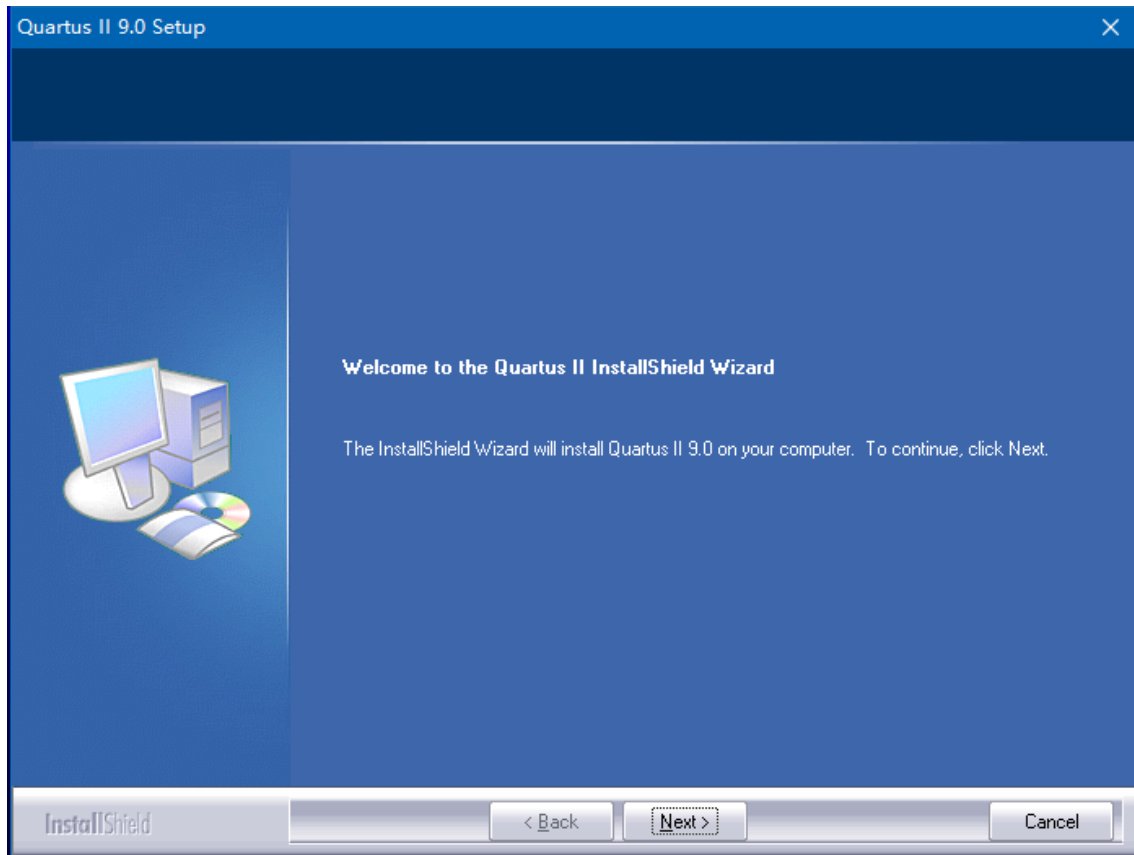 Quartus II 9.0 Setup
Welcome to the Quartus II InstallShield Wizard
The InstallShield Wizard will install Quartus II 9.0 on your computer.  To continue, click Next.
InstallShield
< Back
Next >
Cancel